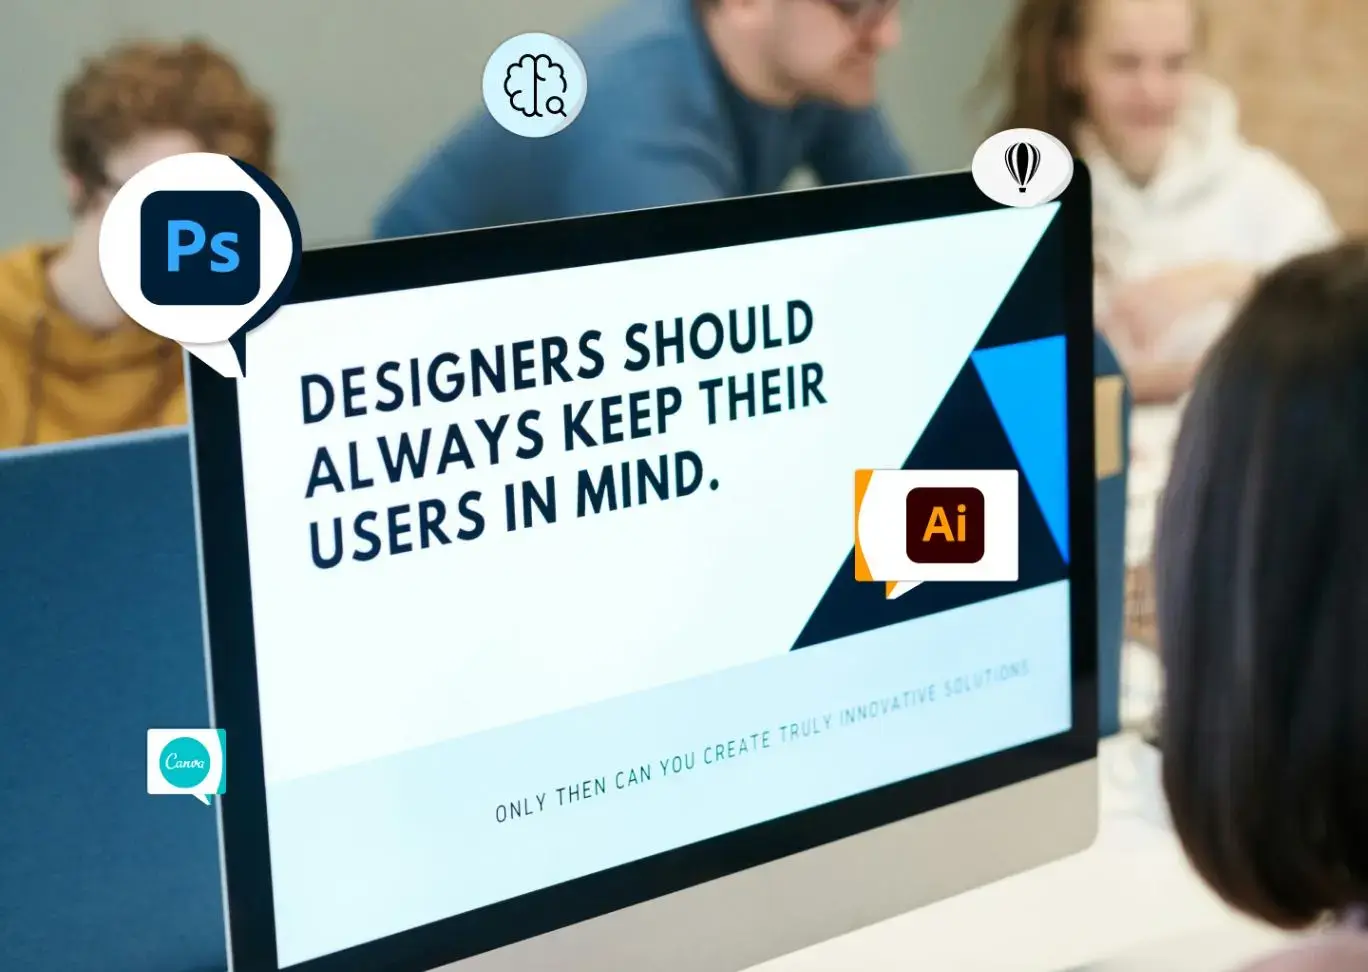 Ps
DESIGNERS SHOULD
ALWAYS KEEP THEIR
USERS IN MIND.
Ai
Canva
ONLY THEN CAN YOU CREATE TRULY INNOVATIVE SOLUTIONS